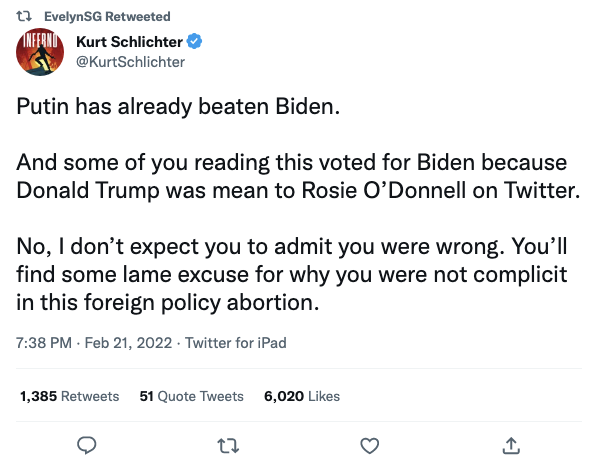 EvelynSG Retweeted
INFERNO
Kurt Schlichter
@KurtSchlichter
Putin has already beaten Biden.
And some of you reading this voted for Biden because
Donald Trump was mean to Rosie O’Donnell on Twitter.
No, I don’t expect you to admit you were wrong. You’ll
find some lame excuse for why you were not complicit
in this foreign policy abortion.
7:38 PM · Feb 21, 2022 · Twitter for iPad
1,385 Retweets 51 Quote Tweets 6,020 Likes